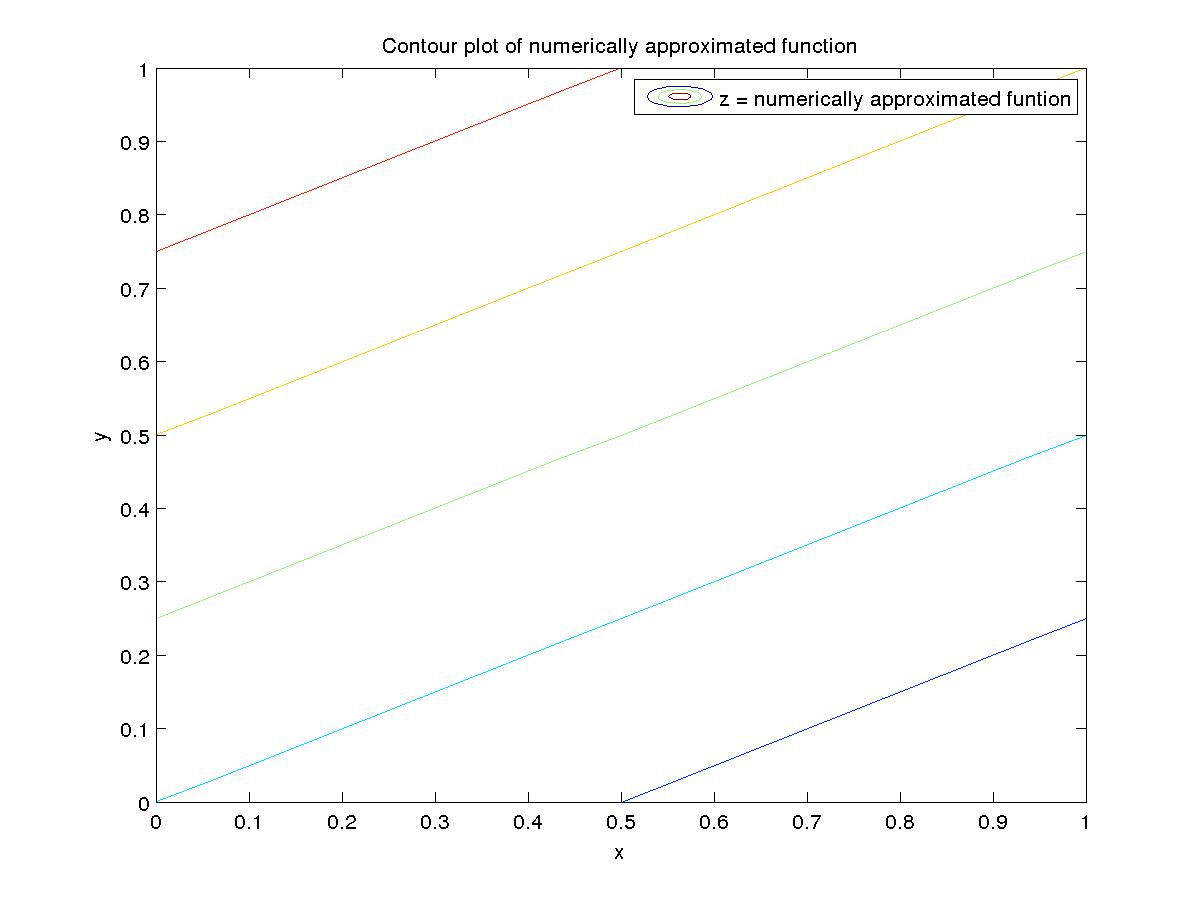 Contour plot of numerically approximated function
z = numerically approximated funtion
1
0.9
0.8
0.7
0.6
0.5
0.4
0.3
0.2
0.1
0
y
0 0.1 0.2 0.3 0.4 0.5 0.6 0.7 0.8 0.9 1
x